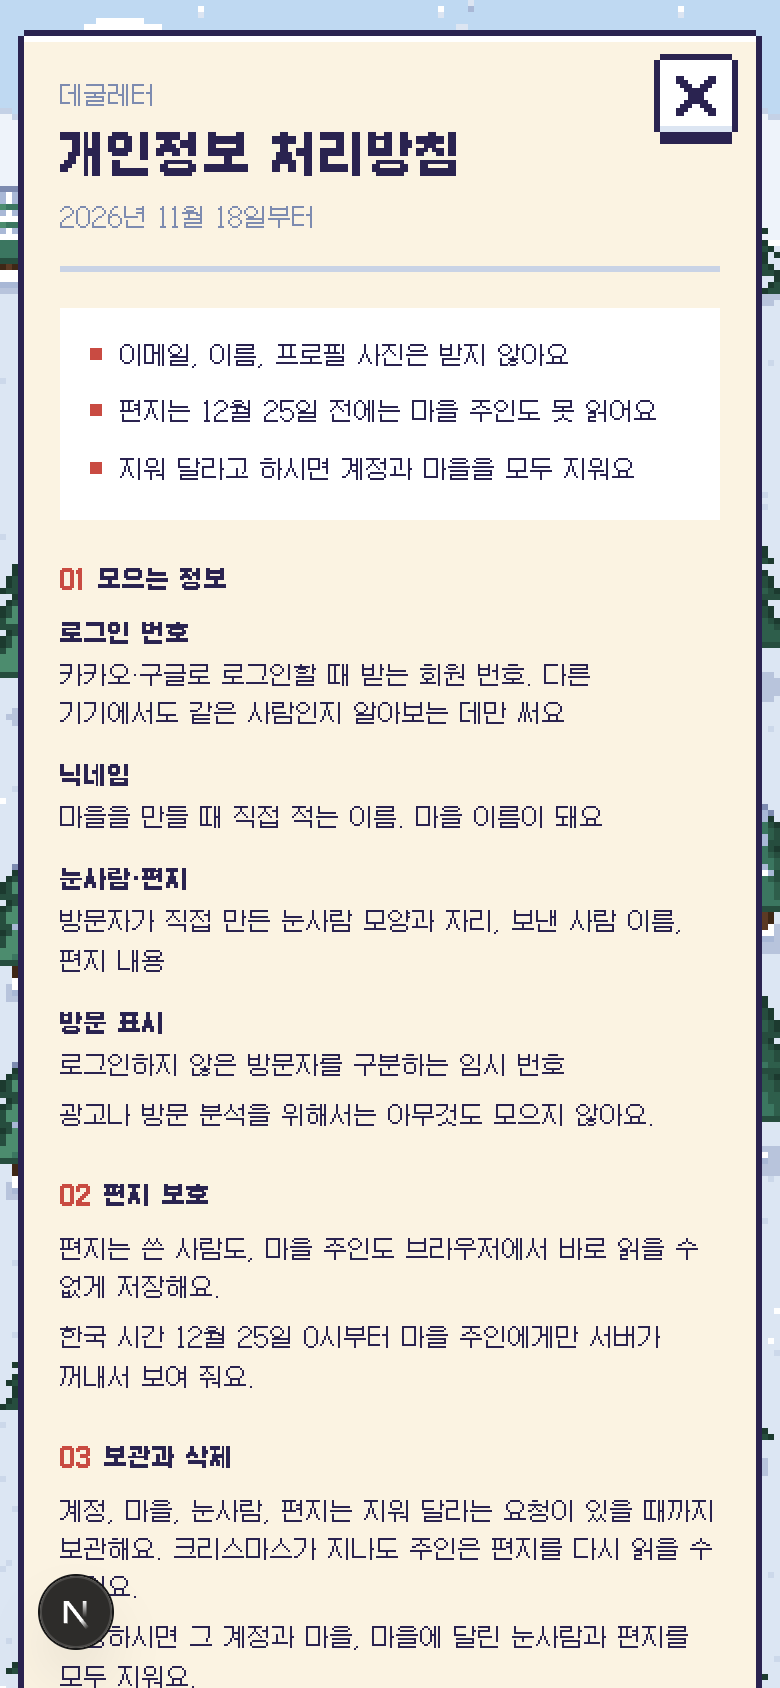 데굴레터
개인정보 처리방침
2026년 11월 18일부터
이메일, 이름, 프로필 사진은 받지 않아요
편지는 12월 25일 전에는 마을 주인도 못 읽어요
지워 달라고 하시면 계정과 마을을 모두 지워요
01 모으는 정보
로그인 번호
카카오·구글로 로그인할 때 받는 회원 번호. 다른
기기에서도 같은 사람인지 알아보는 데만 써요
닉네임
마을을 만들 때 직접 적는 이름. 마을 이름이 돼요
눈사람·편지
방문자가 직접 만든 눈사람 모양과 자리, 보낸 사람 이름,
편지 내용
방문 표시
로그인하지 않은 방문자를 구분하는 임시 번호
광고나 방문 분석을 위해서는 아무것도 모으지 않아요.
02 편지 보호
편지는 쓴 사람도, 마을 주인도 브라우저에서 바로 읽을 수
없게 저장해요.
한국 시간 12월 25일 0시부터 마을 주인에게만 서버가
꺼내서 보여 줘요.
03 보관과 삭제
계정, 마을, 눈사람, 편지는 지워 달라는 요청이 있을 때까지
보관해요. 크리스마스가 지나도 주인은 편지를 다시 읽을 수
요.
N
하시면 그 계정과 마을, 마을에 달린 눈사람과 편지를
모두 지워요.